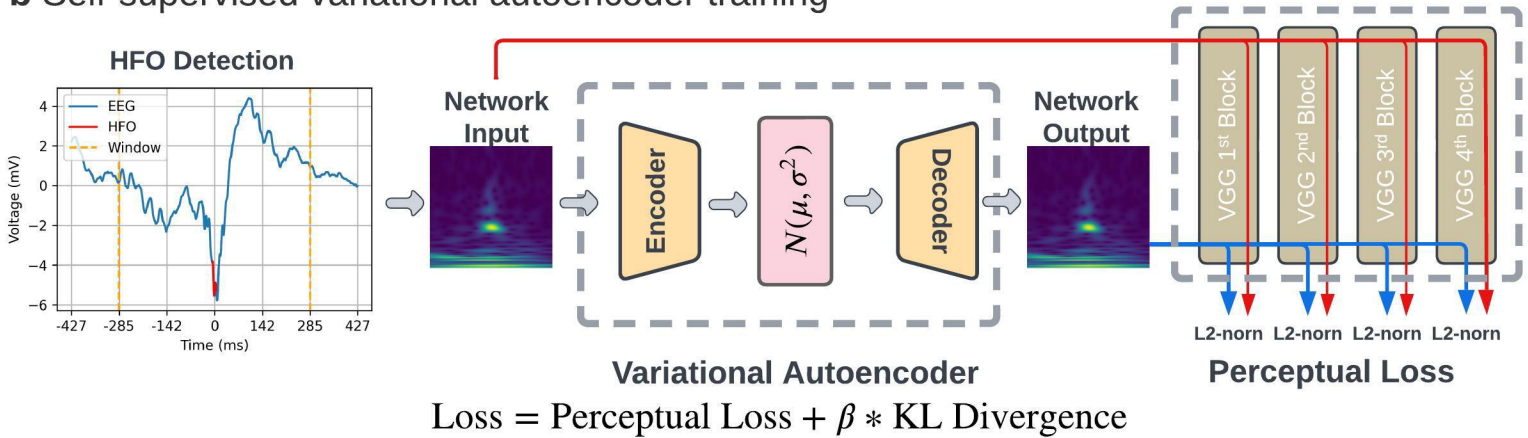 b Self-supervised variational autoencoder training
HFO Detection
EEG
HFO
Window
Voltage (mV)
4
2
0
−2
−4
−6
-427
-285
-142
0
142
285
427
Time (ms)
Network
Input
Encoder
N(μ, σ²)
Decoder
Variational Autoencoder
Network
Output
VGG 1st Block
VGG 2nd Block
VGG 3rd Block
VGG 4th Block
L2-norn
L2-norn
L2-norn
L2-norn
Perceptual Loss
Loss = Perceptual Loss + β ∗ KL Divergence